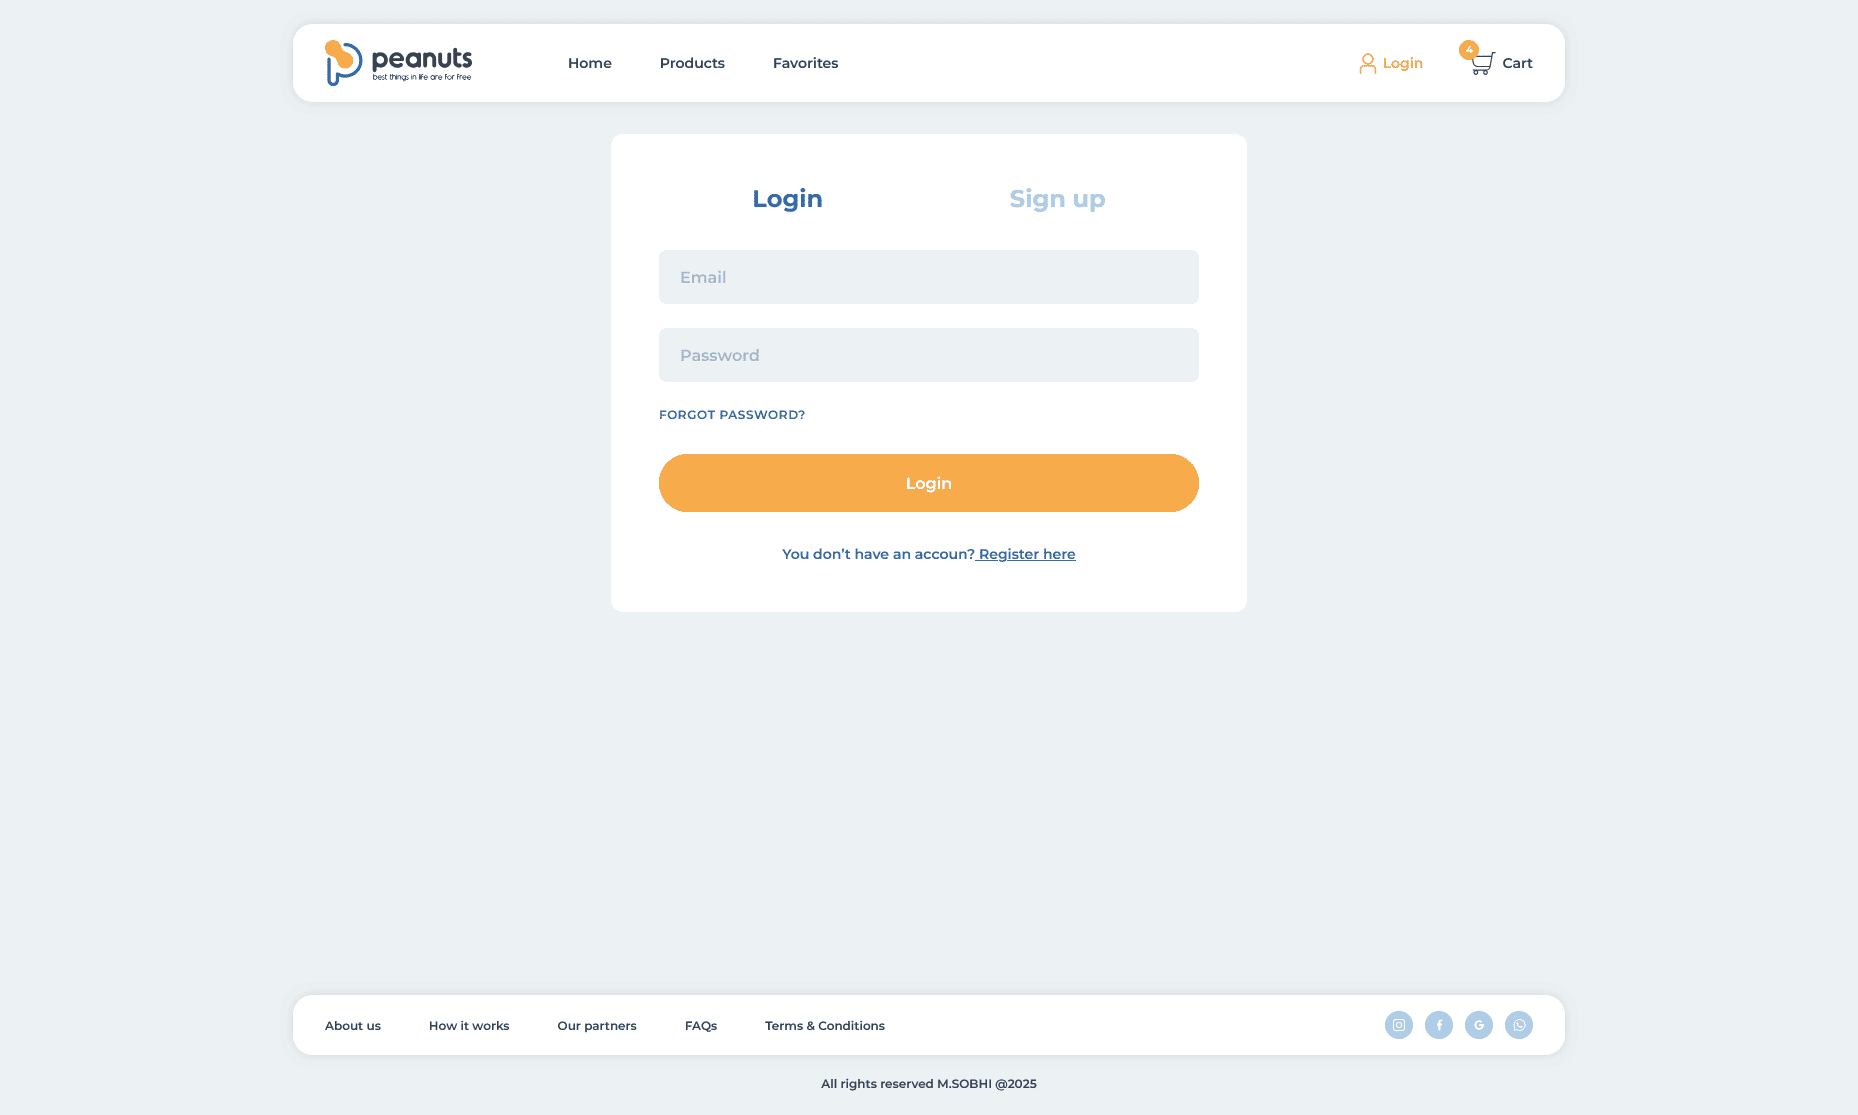 peanuts
best things in life are for free
Home
Products
Favorites
Login
4
Cart
Login
Sign up
Email
Password
FORGOT PASSWORD?
Login
You don’t have an accoun? Register here
About us
How it works
Our partners
FAQs
Terms & Conditions
All rights reserved M.SOBHI @2025